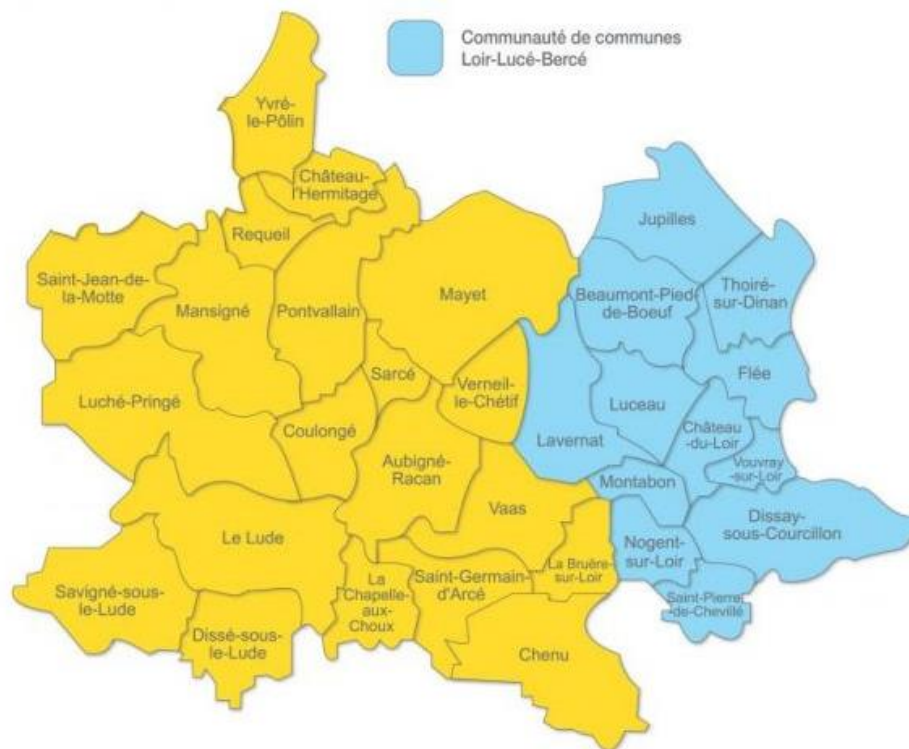 Communauté de communes
Loir-Lucé-Bercé
Yvré-
le-Pôlin
Château-
l'Hermitage
Requeil
Jupilles
Saint-Jean-de-
la-Motte
Mansigné
Pontvallain
Mayet
Beaumont-Pied-
de-Boeuf
Thoiré-
sur-Dinan
Luché-Pringé
Sarcé
Verneil-
le-Chétif
Flée
Luceau
Coulongé
Lavernat
Château
-du-Loir
Aubigné-
Racan
Vouvray
-sur-Loir
Montabon
Vaas
Dissay-
sous-Courcillon
Le Lude
Nogent-
sur-Loir
La Bruère-
sur-Loir
Savigné-sous-
le-Lude
La
Chapelle-
aux-
Choux
Saint-Germain-
d'Arcé
Saint-Pierre
-de-Chevillé
Dissé-sous-
le-Lude
Chenu